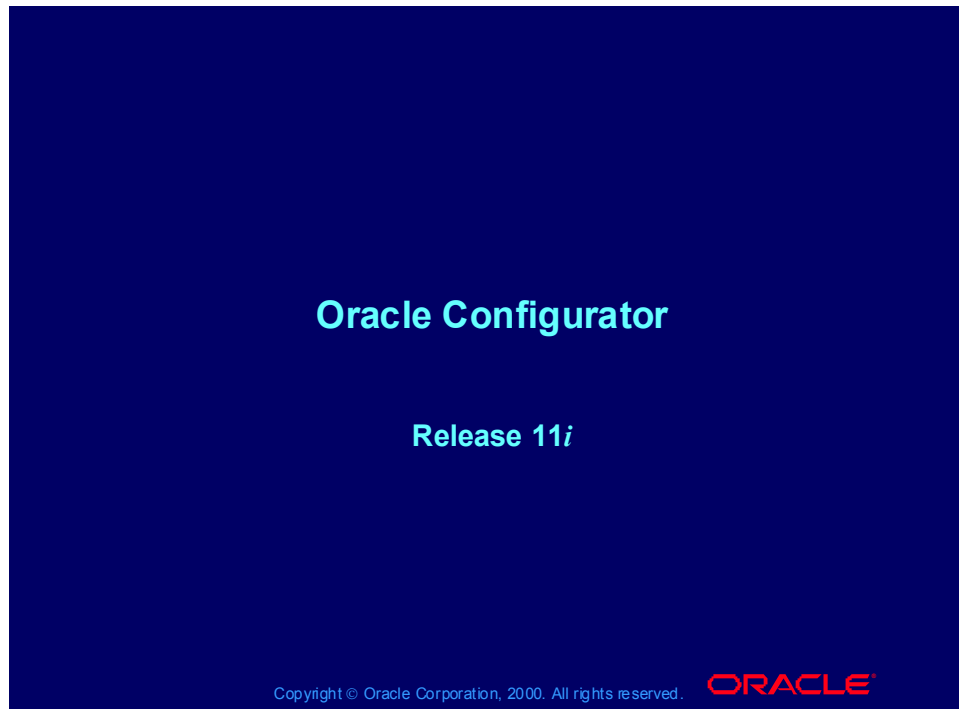 Oracle Configurator
Release 11i
Copyright © Oracle Corporation, 2000. All rights reserved.
ORACLE®